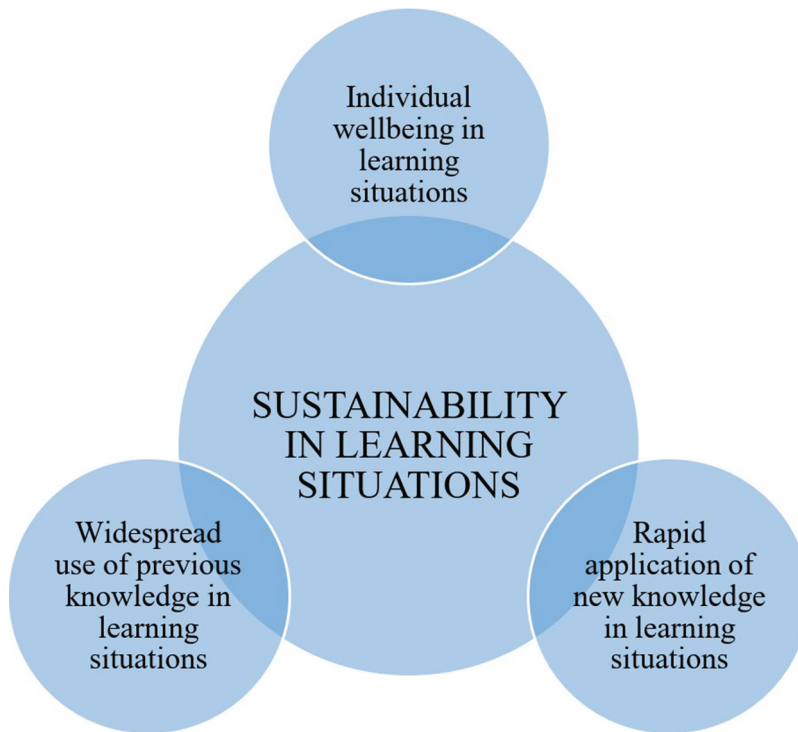 Individual
wellbeing in
learning
situations
SUSTAINABILITY
IN LEARNING
SITUATIONS
Widespread
use of previous
knowledge in
learning
situations
Rapid
application of
new knowledge
in learning
situations